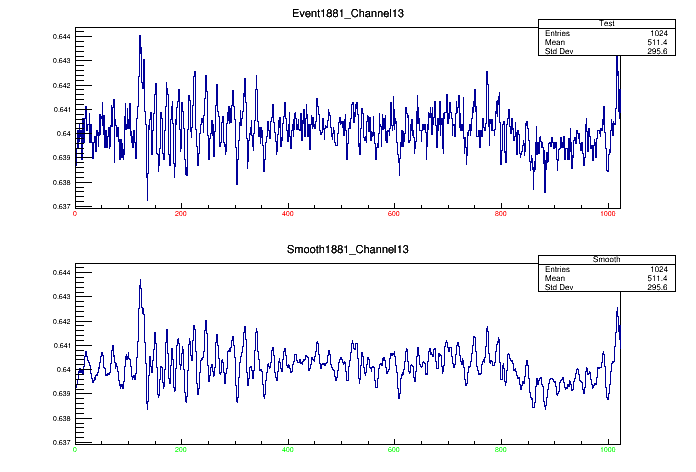 Event1881_Channel13
Test
Entries 1024
Mean 511.4
Std Dev 295.6
0.644
0.643
0.642
0.641
0.64
0.639
0.638
0.637
0 200 400 600 800 1000
Smooth1881_Channel13
Smooth
Entries 1024
Mean 511.4
Std Dev 295.6
0.644
0.643
0.642
0.641
0.64
0.639
0.638
0.637
0 200 400 600 800 1000